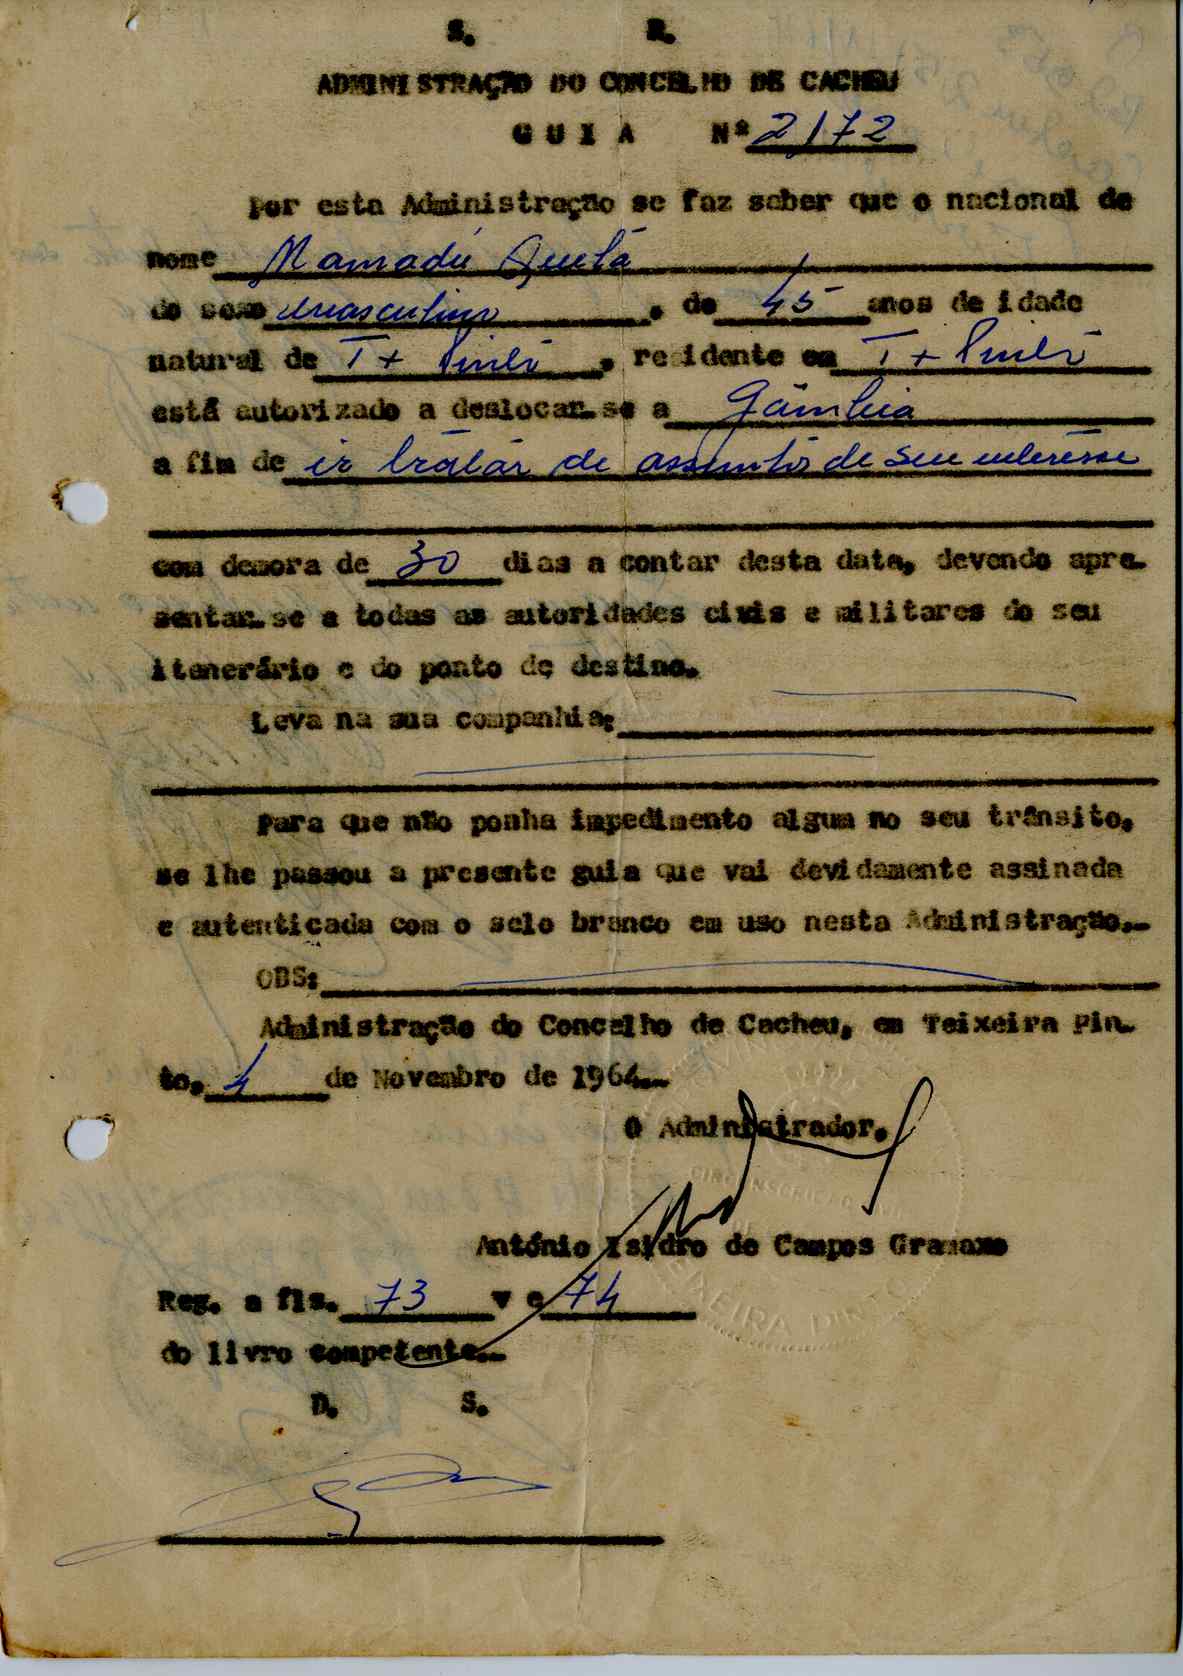 S. R.
ADMINISTRAÇÃO DO CONCELHO DE CACHEU
GUIA Nº 2172
Por esta Administração se faz saber que o nacional de
nome Mamadú Quelá
do sexo masculino, de 45 anos de idade
natural de T+ Pinto, residente em T+ Pinto
está autorizado a deslocar-se a Gâmbia
a fim de ir tratar de assunto de seu interêsse
com demora de 30 dias a contar desta data, devendo apre-
sentar-se a todas as autoridades civis e militares do seu
itenerário e do ponto de destino.
Leva na sua companhia:
Para que não ponha impedimento algum no seu trânsito,
se lhe passou a presente guia que vai devidamente assinada
e autenticada com o selo branco em uso nesta Administração.-
OBS:
Administração do Concelho de Cacheu, em Teixeira Pin-
to, 4 de Novembro de 1964.-
O Administrador,
CIRCUNSCRIÇÃO
TEIXEIRA PINTO
António Isidro de Campos Gramaxo
Reg. a fls. 73 v e 74
do livro competente.-
D. S.